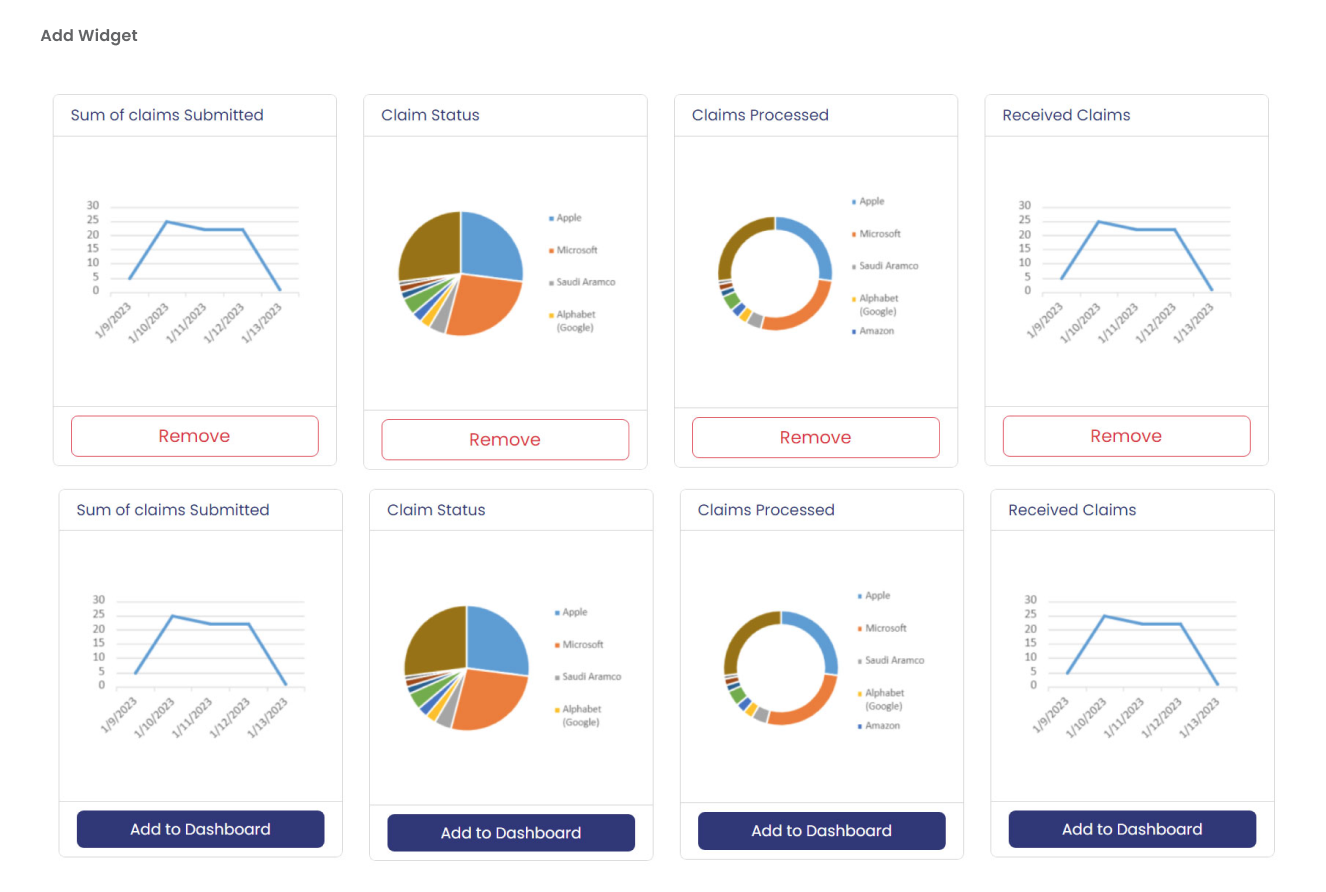 Add Widget
Sum of claims Submitted
30
25
20
15
10
5
0
1/9/2023
1/10/2023
1/11/2023
1/12/2023
1/13/2023
Remove
Claim Status
Apple
Microsoft
Saudi Aramco
Alphabet
(Google)
Remove
Claims Processed
Apple
Microsoft
Saudi Aramco
Alphabet
(Google)
Amazon
Remove
Received Claims
30
25
20
15
10
5
0
1/9/2023
1/10/2023
1/11/2023
1/12/2023
1/13/2023
Remove
Sum of claims Submitted
30
25
20
15
10
5
0
1/9/2023
1/10/2023
1/11/2023
1/12/2023
1/13/2023
Add to Dashboard
Claim Status
Apple
Microsoft
Saudi Aramco
Alphabet
(Google)
Add to Dashboard
Claims Processed
Apple
Microsoft
Saudi Aramco
Alphabet
(Google)
Amazon
Add to Dashboard
Received Claims
30
25
20
15
10
5
0
1/9/2023
1/10/2023
1/11/2023
1/12/2023
1/13/2023
Add to Dashboard